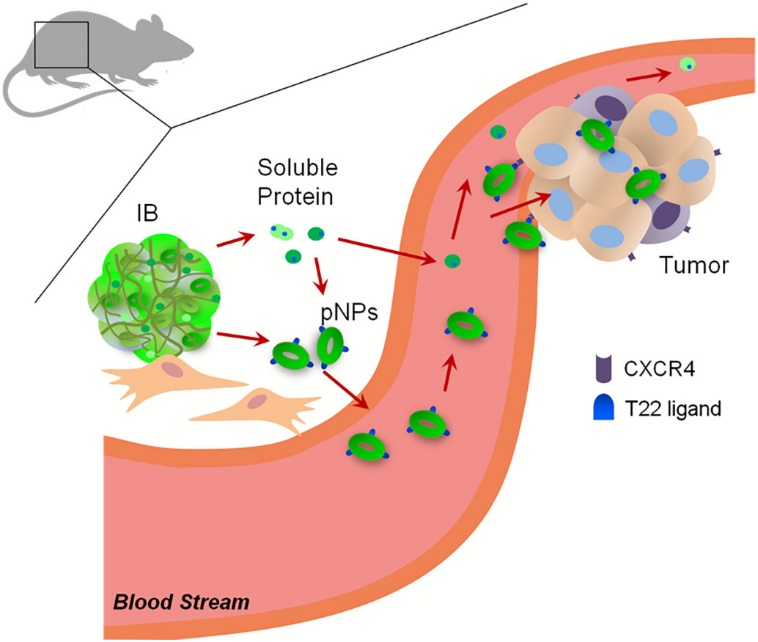 Soluble
Protein
IB
pNPs
Tumor
CXCR4
T22 ligand
Blood Stream